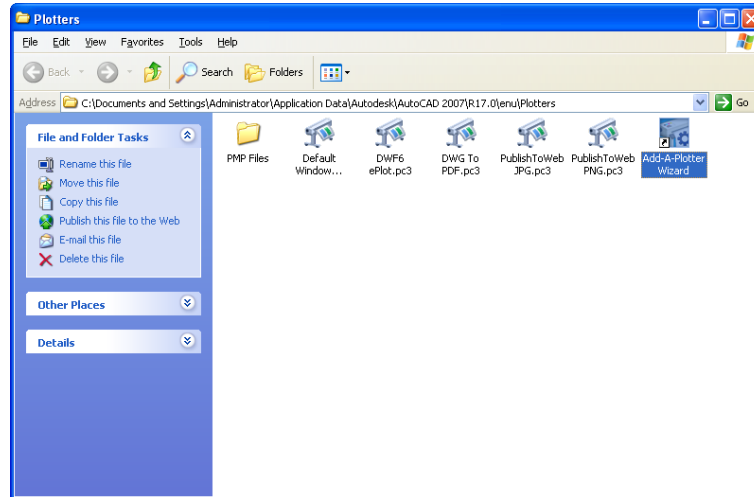 Plotters
File Edit View Favorites Tools Help
Back Search Folders
Address C:\Documents and Settings\Administrator\Application Data\Autodesk\AutoCAD 2007\R17.0\enu\Plotters Go
File and Folder Tasks
Rename this file
Move this file
Copy this file
Publish this file to the Web
E-mail this file
Delete this file
Other Places
Details
PMP Files
Default
Window...
DWF6
ePlot.pc3
DWG To
PDF.pc3
PublishToWeb
JPG.pc3
PublishToWeb
PNG.pc3
Add-A-Plotter
Wizard